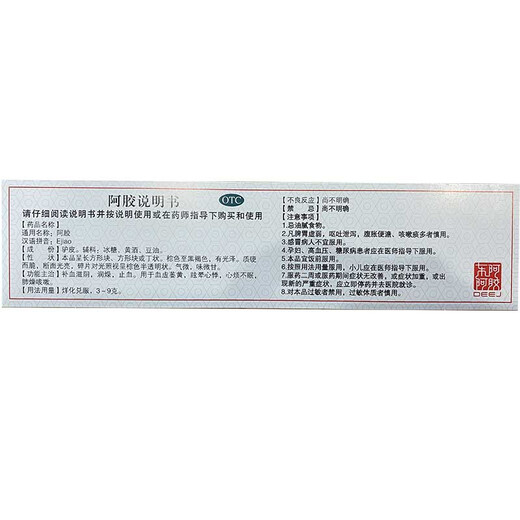 阿胶说明书
OTC
请仔细阅读说明书并按说明使用或在药师指导下购买和使用
【药品名称】
通用名称：阿胶
汉语拼音：Ejiao
【成　　份】驴皮。辅料：冰糖、黄酒、豆油。
【性　　状】本品呈长方形块、方形块或丁状。棕色至黑褐色，有光泽。质硬
而脆，断面光亮，碎片对光照视呈棕色半透明状。气微，味微甘。
【功能主治】补血滋阴，润燥，止血。用于血虚萎黄，眩晕心悸，心烦不眠，
肺燥咳嗽。
【用法用量】烊化兑服，3～9克。
【不良反应】尚不明确
【禁　　忌】尚不明确
【注意事项】
1.忌油腻食物。
2.凡脾胃虚弱，呕吐泄泻，腹胀便溏、咳嗽痰多者慎用。
3.感冒病人不宜服用。
4.孕妇、高血压、糖尿病患者应在医师指导下服用。
5.本品宜饭前服用。
6.按照用法用量服用，小儿应在医师指导下服用。
7.服药二周或服药期间症状无改善，或症状加重，或出
现新的严重症状，应立即停药并去医院就诊。
8.对本品过敏者禁用，过敏体质者慎用。
东阿阿胶
DEEJ